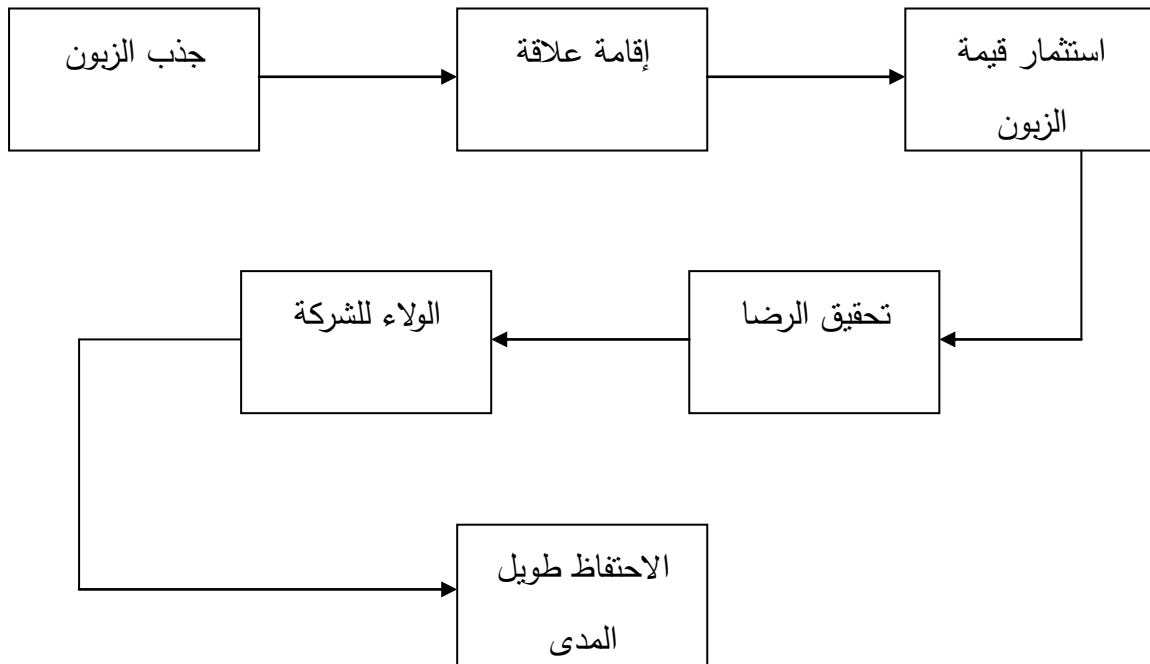 جذب الزبون
إقامة علاقة
استثمار قيمة
الزبون
تحقيق الرضا
الولاء للشركة
الاحتفاظ طويل
المدى